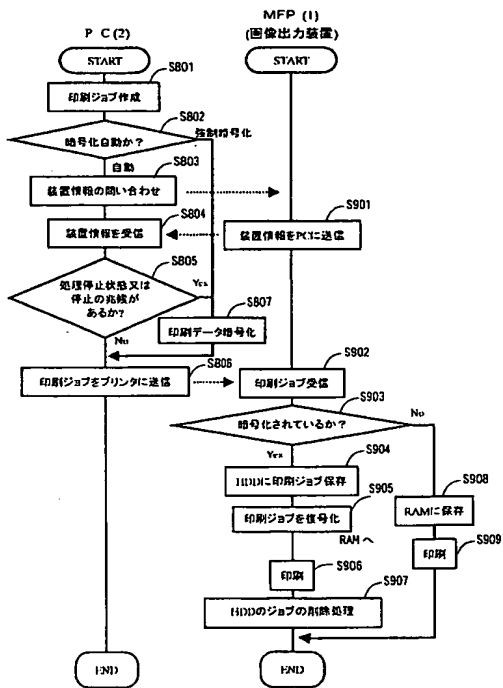 PC(2)
START
S801
印刷ジョブ作成
S802
暗号化自動か?
強制暗号化
自動
S803
装置情報の問い合わせ
S804
装置情報を受信
S805
処理停止状態又は
停止の兆候が
あるか?
Yes
No
S807
印刷データ暗号化
S806
印刷ジョブをプリンタに送信
END
MFP(1)
(画像出力装置)
START
S901
装置情報をPCに送信
S902
印刷ジョブ受信
S903
暗号化されているか?
No
Yes
S904
HDDに印刷ジョブ保存
S905
印刷ジョブを復号化
RAMへ
S906
印刷
S907
HDDのジョブの削除処理
S908
RAMに保存
S909
印刷
END